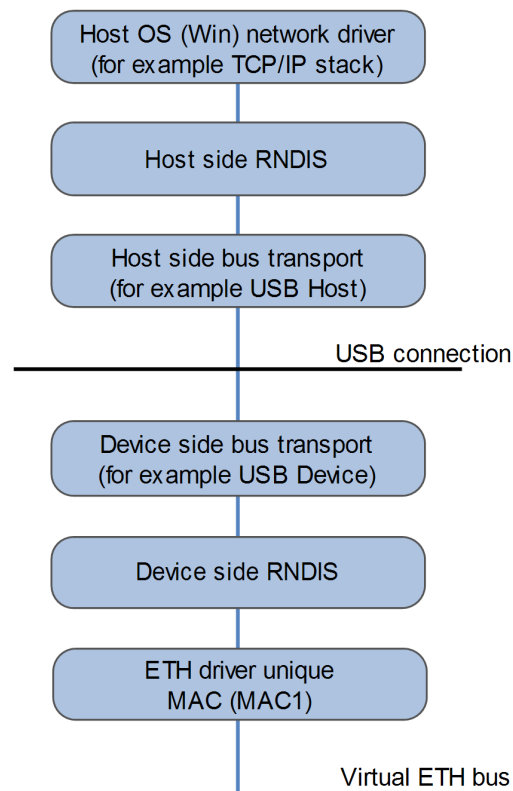 Host OS (Win) network driver
(for example TCP/IP stack)
Host side RNDIS
Host side bus transport
(for example USB Host)
USB connection
Device side bus transport
(for example USB Device)
Device side RNDIS
ETH driver unique
MAC (MAC1)
Virtual ETH bus